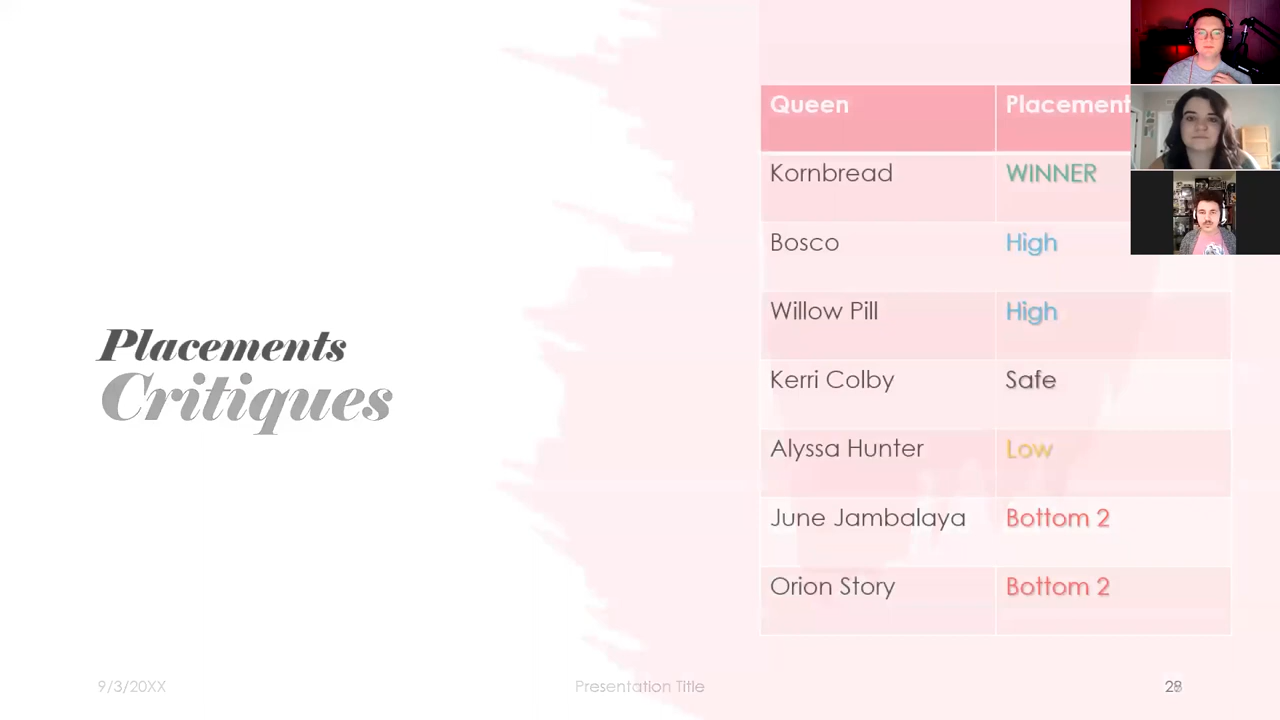 Queen Placement
Kornbread WINNER
Bosco High
Willow Pill High
Placements
Critiques
Kerri Colby Safe
Alyssa Hunter Low
June Jambalaya Bottom 2
Orion Story Bottom 2
9/3/20XX Presentation Title